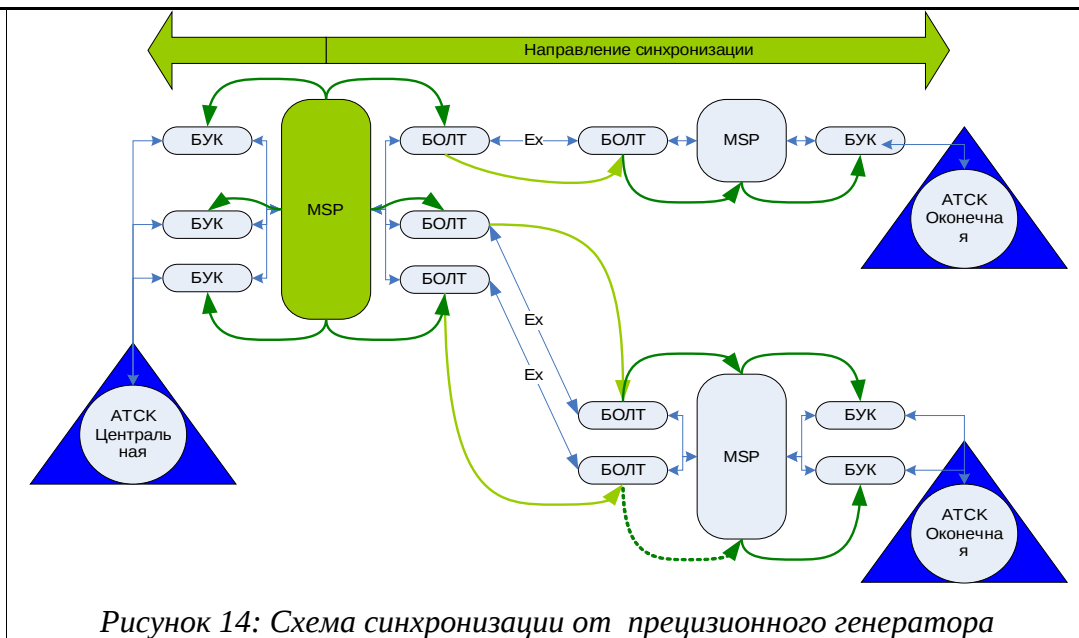 Направление синхронизации
БУК
БОЛТ
Ex
БОЛТ
MSP
БУК
MSP
АТСК
Оконечна
я
БУК
БОЛТ
БУК
БОЛТ
Ex
Ex
АТСК
Централь
ная
БОЛТ
БУК
MSP
БОЛТ
БУК
АТСК
Оконечна
я
Рисунок 14: Схема синхронизации от прецизионного генератора